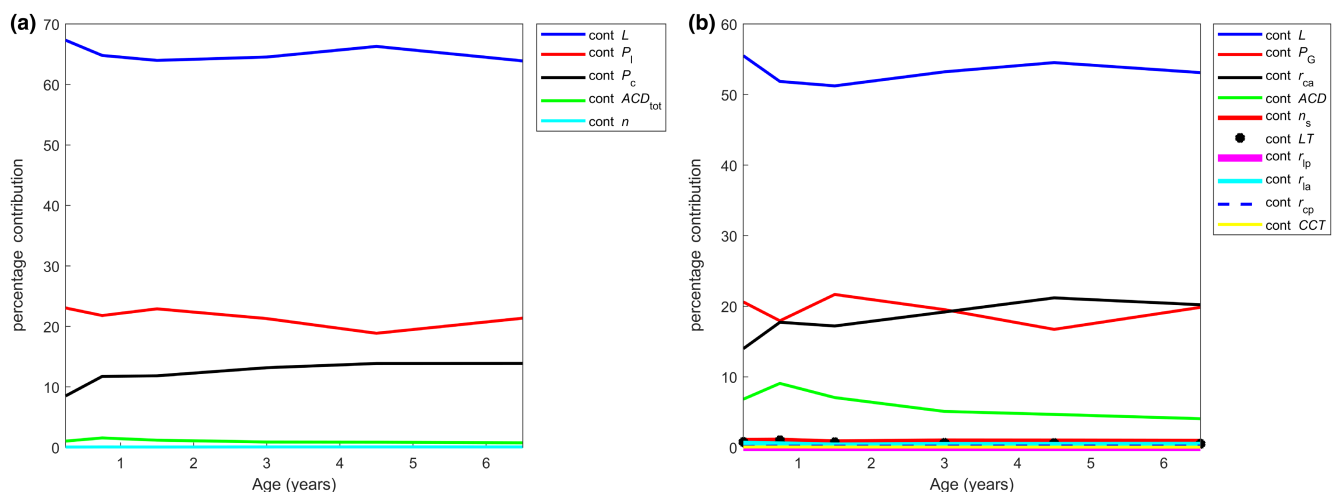 (a)
70
60
50
40
30
20
10
0
percentage contribution
1 2 3 4 5 6
Age (years)
cont L
cont P_l
cont P_c
cont ACD_tot
cont n
(b)
60
50
40
30
20
10
0
percentage contribution
1 2 3 4 5 6
Age (years)
cont L
cont P_G
cont r_ca
cont ACD
cont n_s
cont LT
cont r_lp
cont r_la
cont r_cp
cont CCT